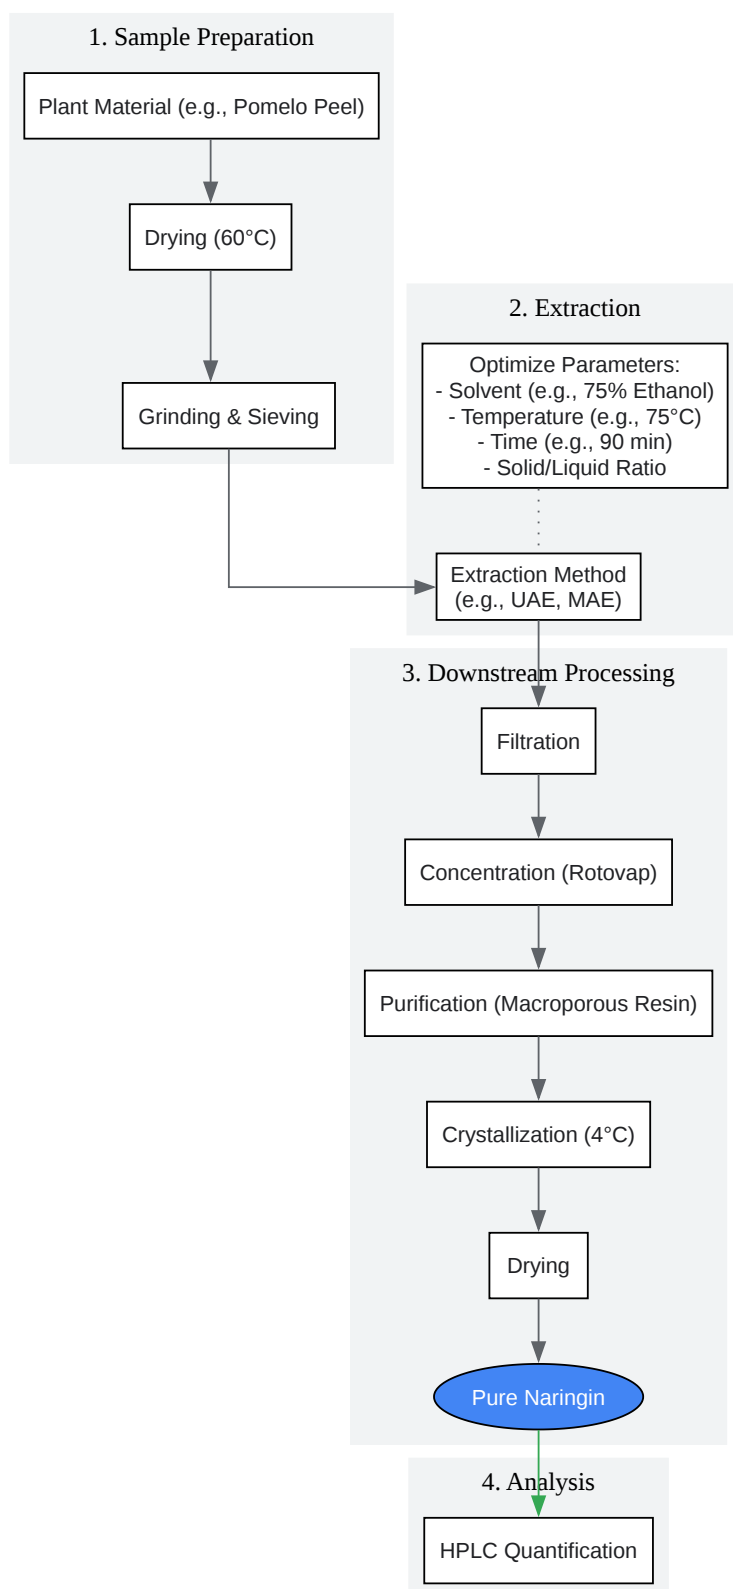 1. Sample Preparation
Plant Material (e.g., Pomelo Peel)
Drying (60°C)
Grinding & Sieving
2. Extraction
Optimize Parameters:
- Solvent (e.g., 75% Ethanol)
- Temperature (e.g., 75°C)
- Time (e.g., 90 min)
- Solid/Liquid Ratio
Extraction Method
(e.g., UAE, MAE)
3. Downstream Processing
Filtration
Concentration (Rotovap)
Purification (Macroporous Resin)
Crystallization (4°C)
Drying
Pure Naringin
4. Analysis
HPLC Quantification